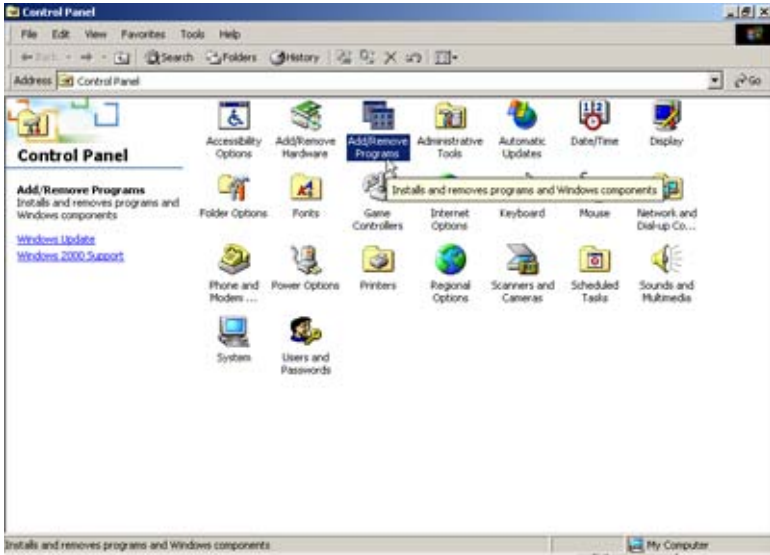 Control Panel
File Edit View Favorites Tools Help
Back Search Folders History
Address Control Panel Go
Control Panel
Add/Remove Programs
Installs and removes programs and
Windows components
Windows Update
Windows 2000 Support
Accessibility
Options
Add/Remove
Hardware
Add/Remove
Programs
Administrative
Tools
Automatic
Updates
Date/Time
Display
Installs and removes programs and Windows components
Folder Options
Fonts
Game
Controllers
Internet
Options
Keyboard
Mouse
Network and
Dial-up Co...
Phone and
Modem ...
Power Options
Printers
Regional
Options
Scanners and
Cameras
Scheduled
Tasks
Sounds and
Multimedia
System
Users and
Passwords
Installs and removes programs and Windows components
My Computer